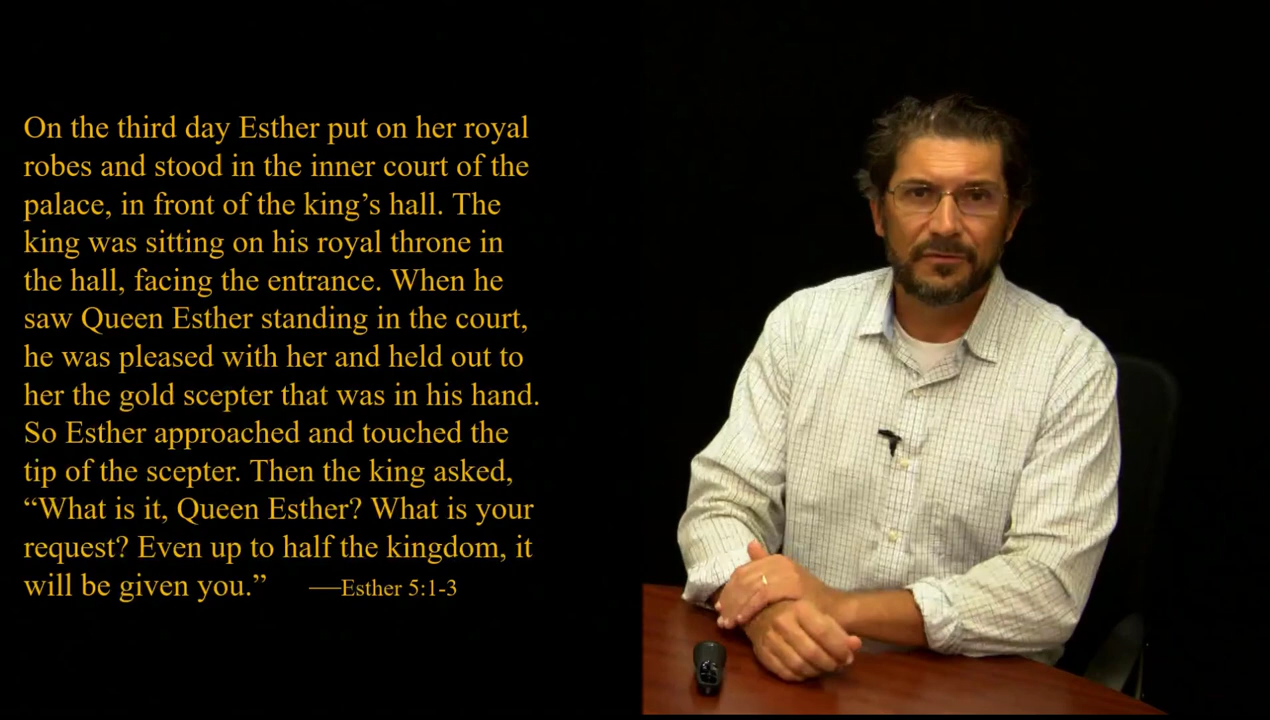 On the third day Esther put on her royal
robes and stood in the inner court of the
palace, in front of the king’s hall. The
king was sitting on his royal throne in
the hall, facing the entrance. When he
saw Queen Esther standing in the court,
he was pleased with her and held out to
her the gold scepter that was in his hand.
So Esther approached and touched the
tip of the scepter. Then the king asked,
“What is it, Queen Esther? What is your
request? Even up to half the kingdom, it
will be given you.” —–Esther 5:1-3